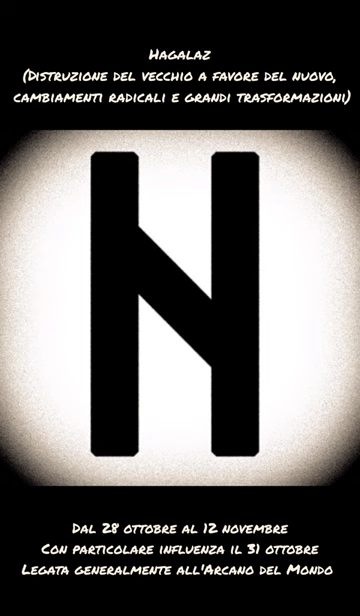 Hagalaz
(Distruzione del vecchio a favore del nuovo,
cambiamenti radicali e grandi trasformazioni)
Dal 28 ottobre al 12 novembre
Con particolare influenza il 31 ottobre
Legata generalmente all'Arcano del Mondo